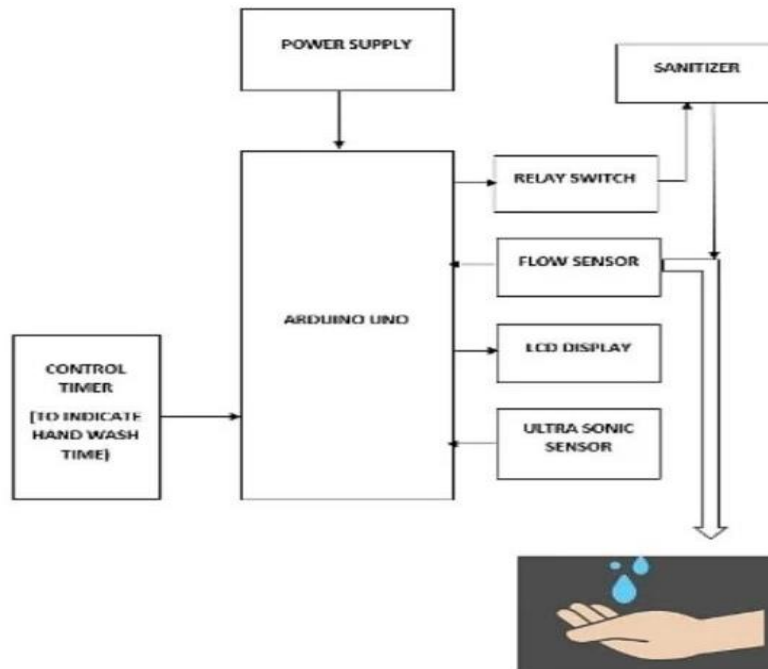 POWER SUPPLY
SANITIZER
RELAY SWITCH
FLOW SENSOR
ARDUINO UNO
LCD DISPLAY
CONTROL
TIMER
[TO INDICATE
HAND WASH
TIME)
ULTRA SONIC
SENSOR